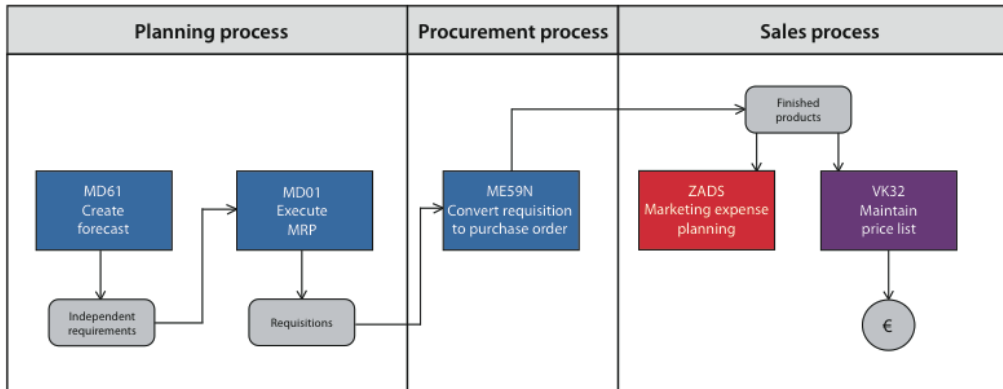 Planning process
Procurement process
Sales process
Finished
products
MD61
Create
forecast
MD01
Execute
MRP
ME59N
Convert requisition
to purchase order
ZADS
Marketing expense
planning
VK32
Maintain
price list
Independent
requirements
Requisitions
€